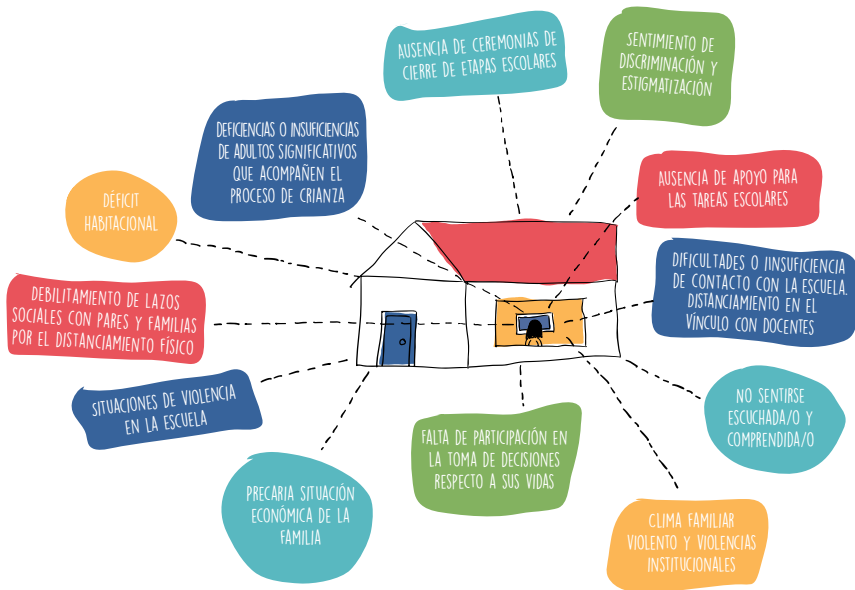 AUSENCIA DE CEREMONIAS DE
CIERRE DE ETAPAS ESCOLARES
SENTIMIENTO DE
DISCRIMINACIÓN Y
ESTIGMATIZACIÓN
DEFICIENCIAS O INSUFICIENCIAS
DE ADULTOS SIGNIFICATIVOS
QUE ACOMPAÑEN EL
PROCESO DE CRIANZA
AUSENCIA DE APOYO PARA
LAS TAREAS ESCOLARES
DÉFICIT
HABITACIONAL
DIFICULTADES O IINSUFICIENCIA
DE CONTACTO CON LA ESCUELA.
DISTANCIAMIENTO EN EL
VÍNCULO CON DOCENTES
DEBILITAMIENTO DE LAZOS
SOCIALES CON PARES Y FAMILIAS
POR EL DISTANCIAMIENTO FÍSICO
SITUACIONES DE VIOLENCIA
EN LA ESCUELA
NO SENTIRSE
ESCUCHADA/O Y
COMPRENDIDA/O
FALTA DE PARTICIPACIÓN EN
LA TOMA DE DECISIONES
RESPECTO A SUS VIDAS
PRECARIA SITUACIÓN
ECONÓMICA DE LA
FAMILIA
CLIMA FAMILIAR
VIOLENTO Y VIOLENCIAS
INSTITUCIONALES